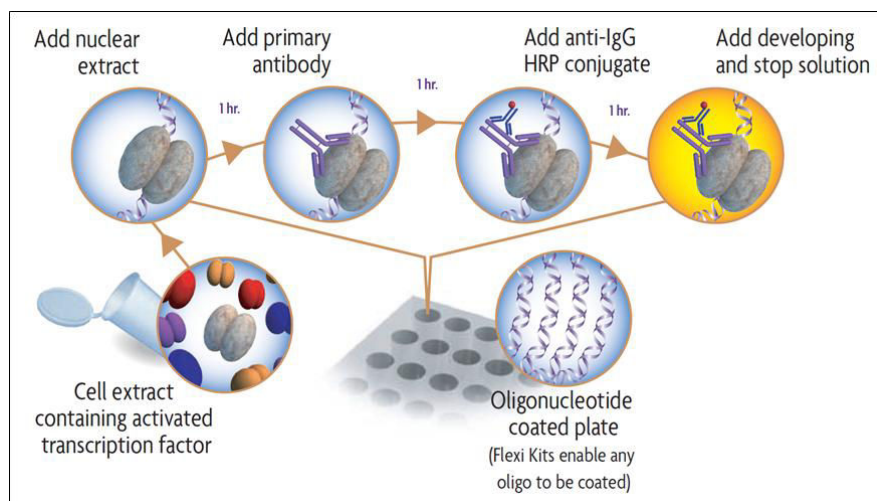 Add nuclear
extract
Add primary
antibody
Add anti-IgG
HRP conjugate
Add developing
and stop solution
1 hr.
1 hr.
1 hr.
Cell extract
containing activated
transcription factor
Oligonucleotide
coated plate
(Flexi Kits enable any
oligo to be coated)